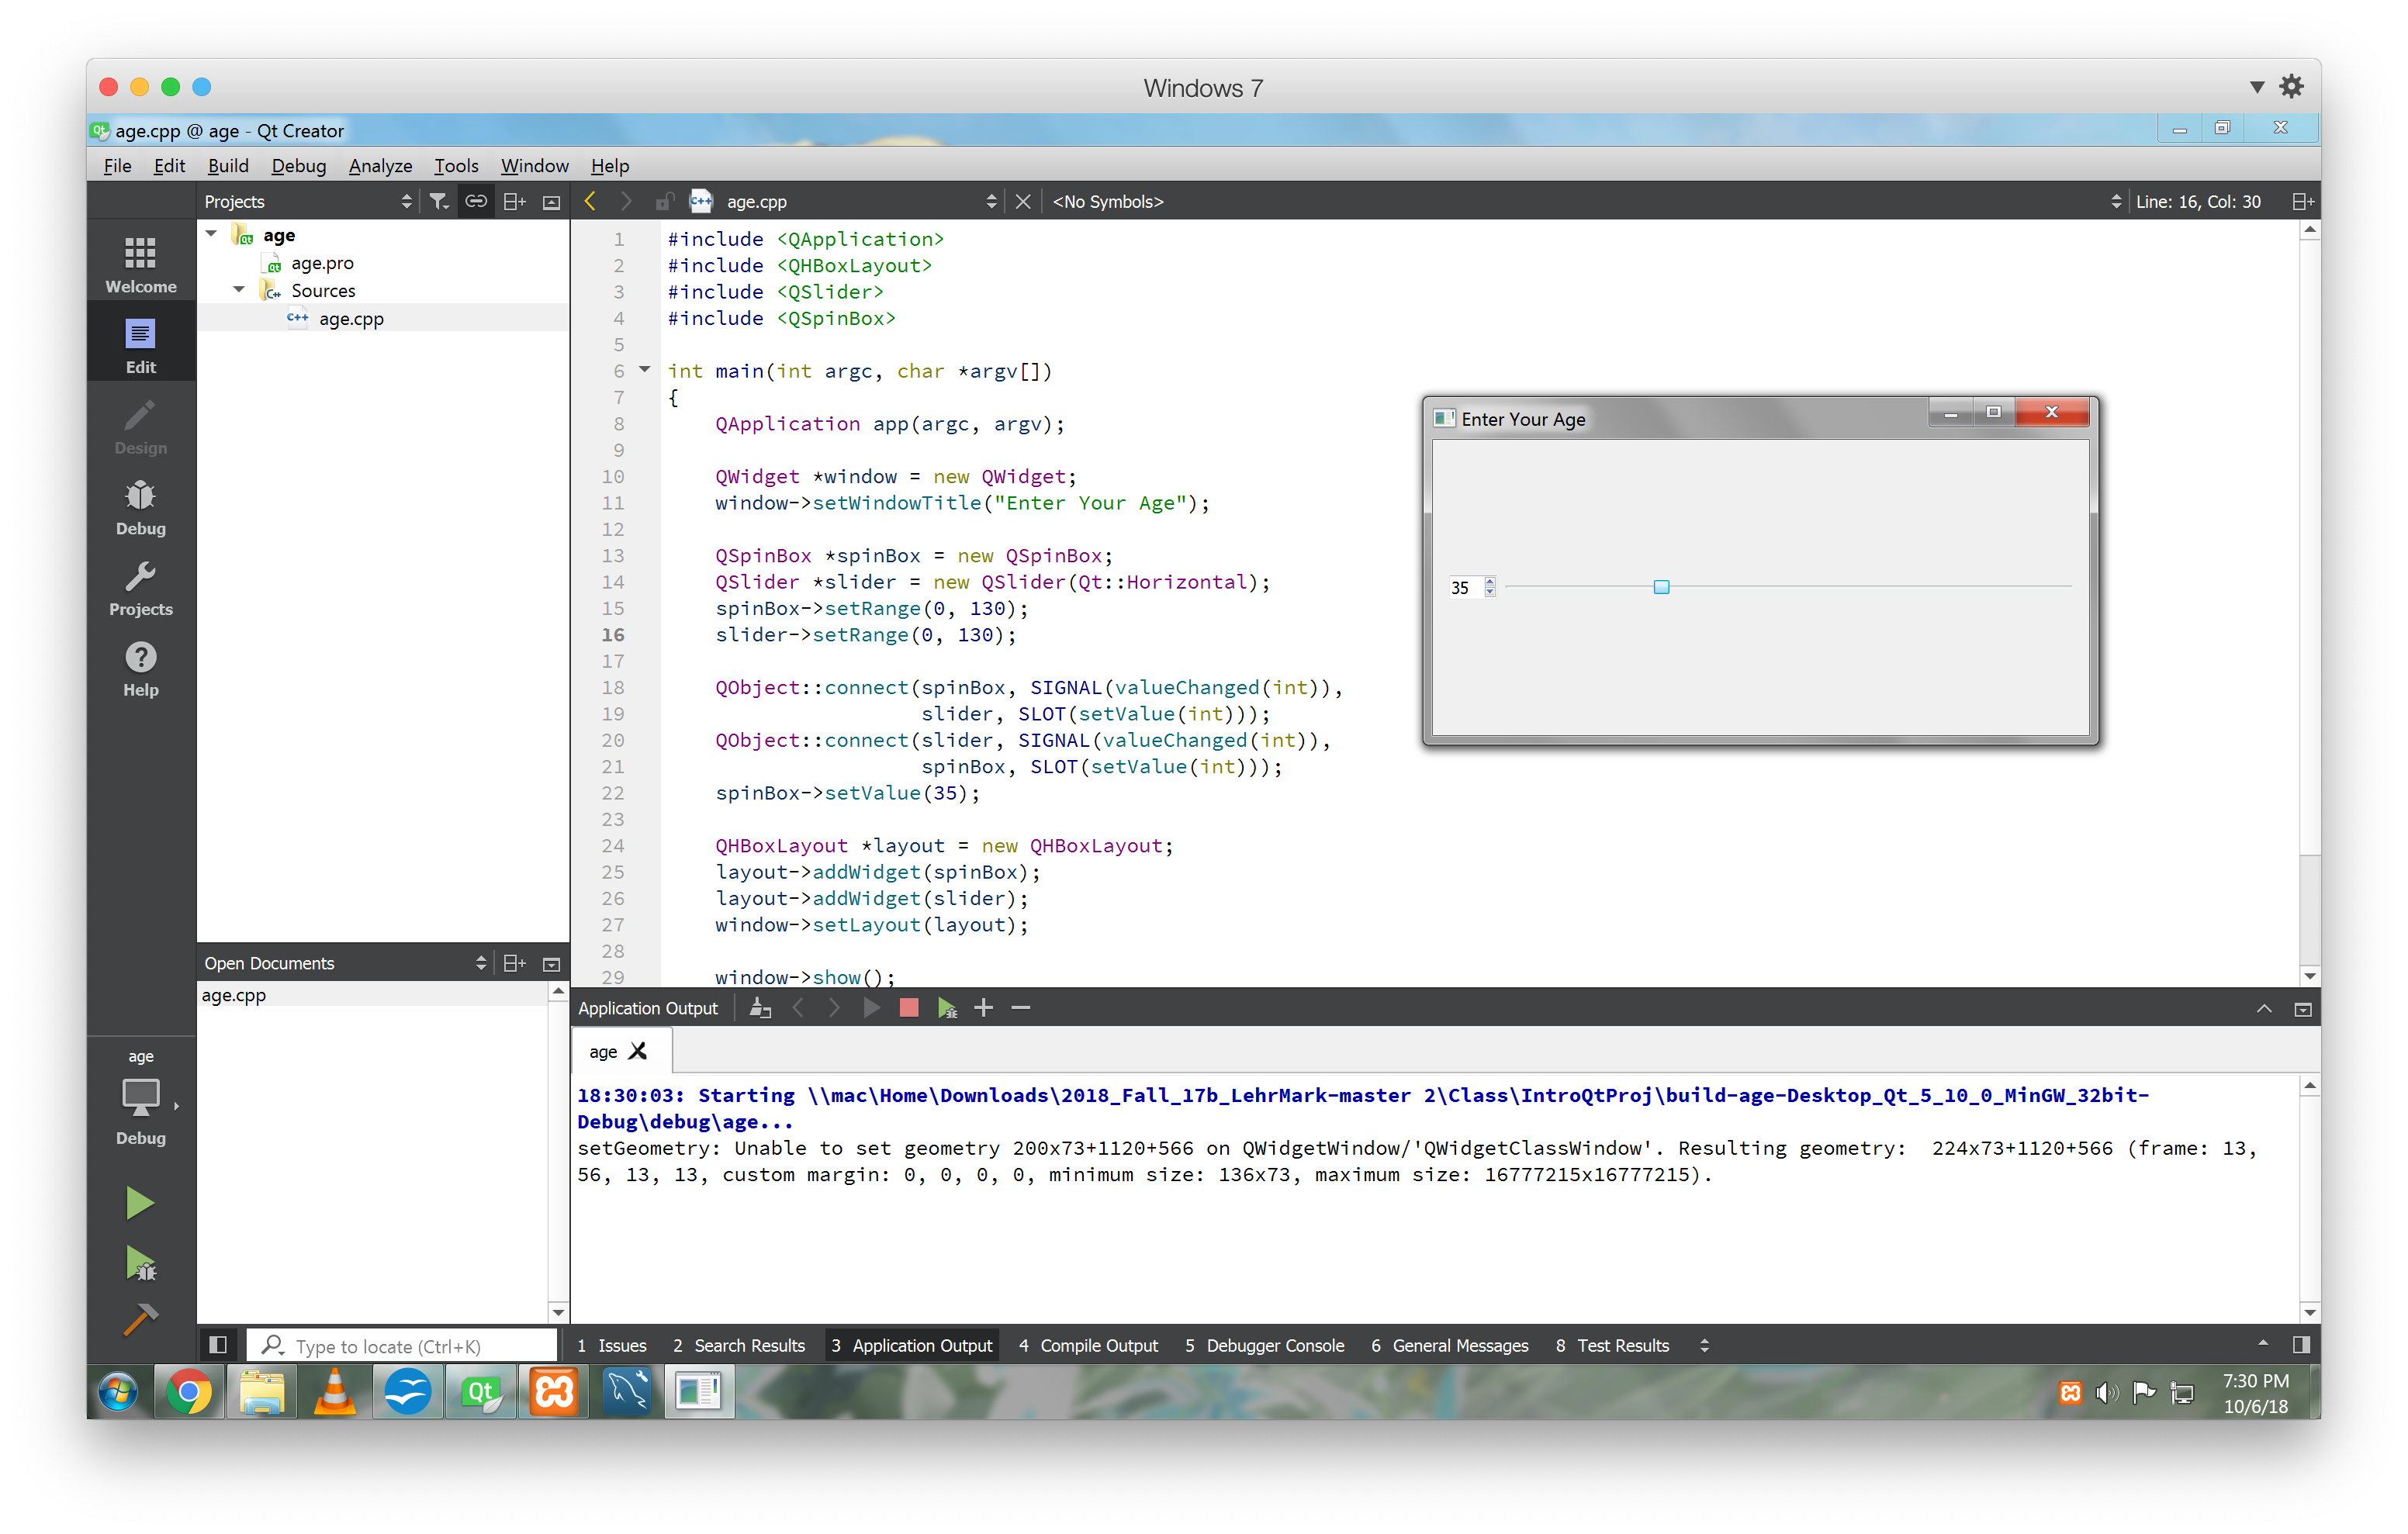 Windows 7
age.cpp @ age - Qt Creator
File Edit Build Debug Analyze Tools Window Help
Projects
age.cpp
<No Symbols>
Line: 16, Col: 30
Welcome
Edit
Design
Debug
Projects
Help
age
age.pro
Sources
age.cpp
1 #include <QApplication>
2 #include <QHBoxLayout>
3 #include <QSlider>
4 #include <QSpinBox>
5
6 int main(int argc, char *argv[])
7 {
8     QApplication app(argc, argv);
9
10     QWidget *window = new QWidget;
11     window->setWindowTitle("Enter Your Age");
12
13     QSpinBox *spinBox = new QSpinBox;
14     QSlider *slider = new QSlider(Qt::Horizontal);
15     spinBox->setRange(0, 130);
16     slider->setRange(0, 130);
17
18     QObject::connect(spinBox, SIGNAL(valueChanged(int)),
19                      slider, SLOT(setValue(int)));
20     QObject::connect(slider, SIGNAL(valueChanged(int)),
21                      spinBox, SLOT(setValue(int)));
22     spinBox->setValue(35);
23
24     QHBoxLayout *layout = new QHBoxLayout;
25     layout->addWidget(spinBox);
26     layout->addWidget(slider);
27     window->setLayout(layout);
28
29     window->show();
Enter Your Age
35
Open Documents
age.cpp
age
Debug
Application Output
age
18:30:03: Starting \\mac\Home\Downloads\2018_Fall_17b_LehrMark-master 2\Class\IntroQtProj\build-age-Desktop_Qt_5_10_0_MinGW_32bit-
Debug\debug\age...
setGeometry: Unable to set geometry 200x73+1120+566 on QWidgetWindow/'QWidgetClassWindow'. Resulting geometry:  224x73+1120+566 (frame: 13,
56, 13, 13, custom margin: 0, 0, 0, 0, minimum size: 136x73, maximum size: 16777215x16777215).
Type to locate (Ctrl+K)
1 Issues 2 Search Results 3 Application Output 4 Compile Output 5 Debugger Console 6 General Messages 8 Test Results
Qt
7:30 PM
10/6/18